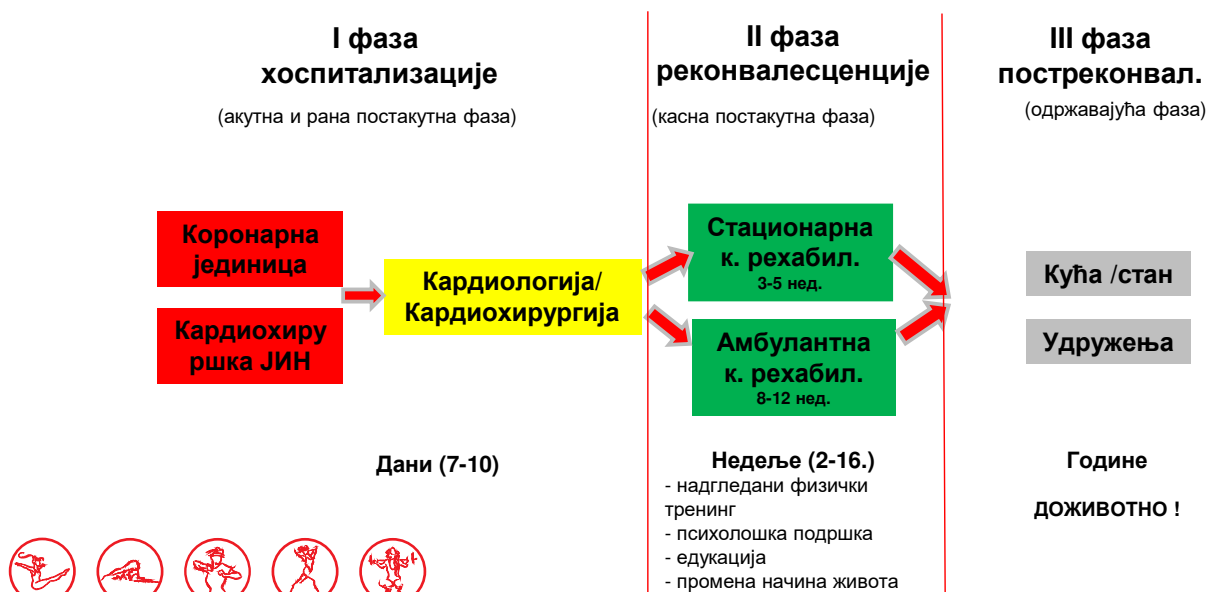 I фаза
хоспитализације
(акутна и рана постакутна фаза)
II фаза
реконвалесценције
(касна постакутна фаза)
III фаза
постреконвал.
(одржавајућа фаза)
Коронарна
јединица
Кардиохиру
ршка ЈИН
Кардиологија/
Кардиохирургија
Стационарна
к. рехабил.
3-5 нед.
Амбулантна
к. рехабил.
8-12 нед.
Кућа /стан
Удружења
Дани (7-10)
Недеље (2-16.)
- надгледани физички
тренинг
- психолошка подршка
- едукација
- промена начина живота
Године
ДОЖИВОТНО !